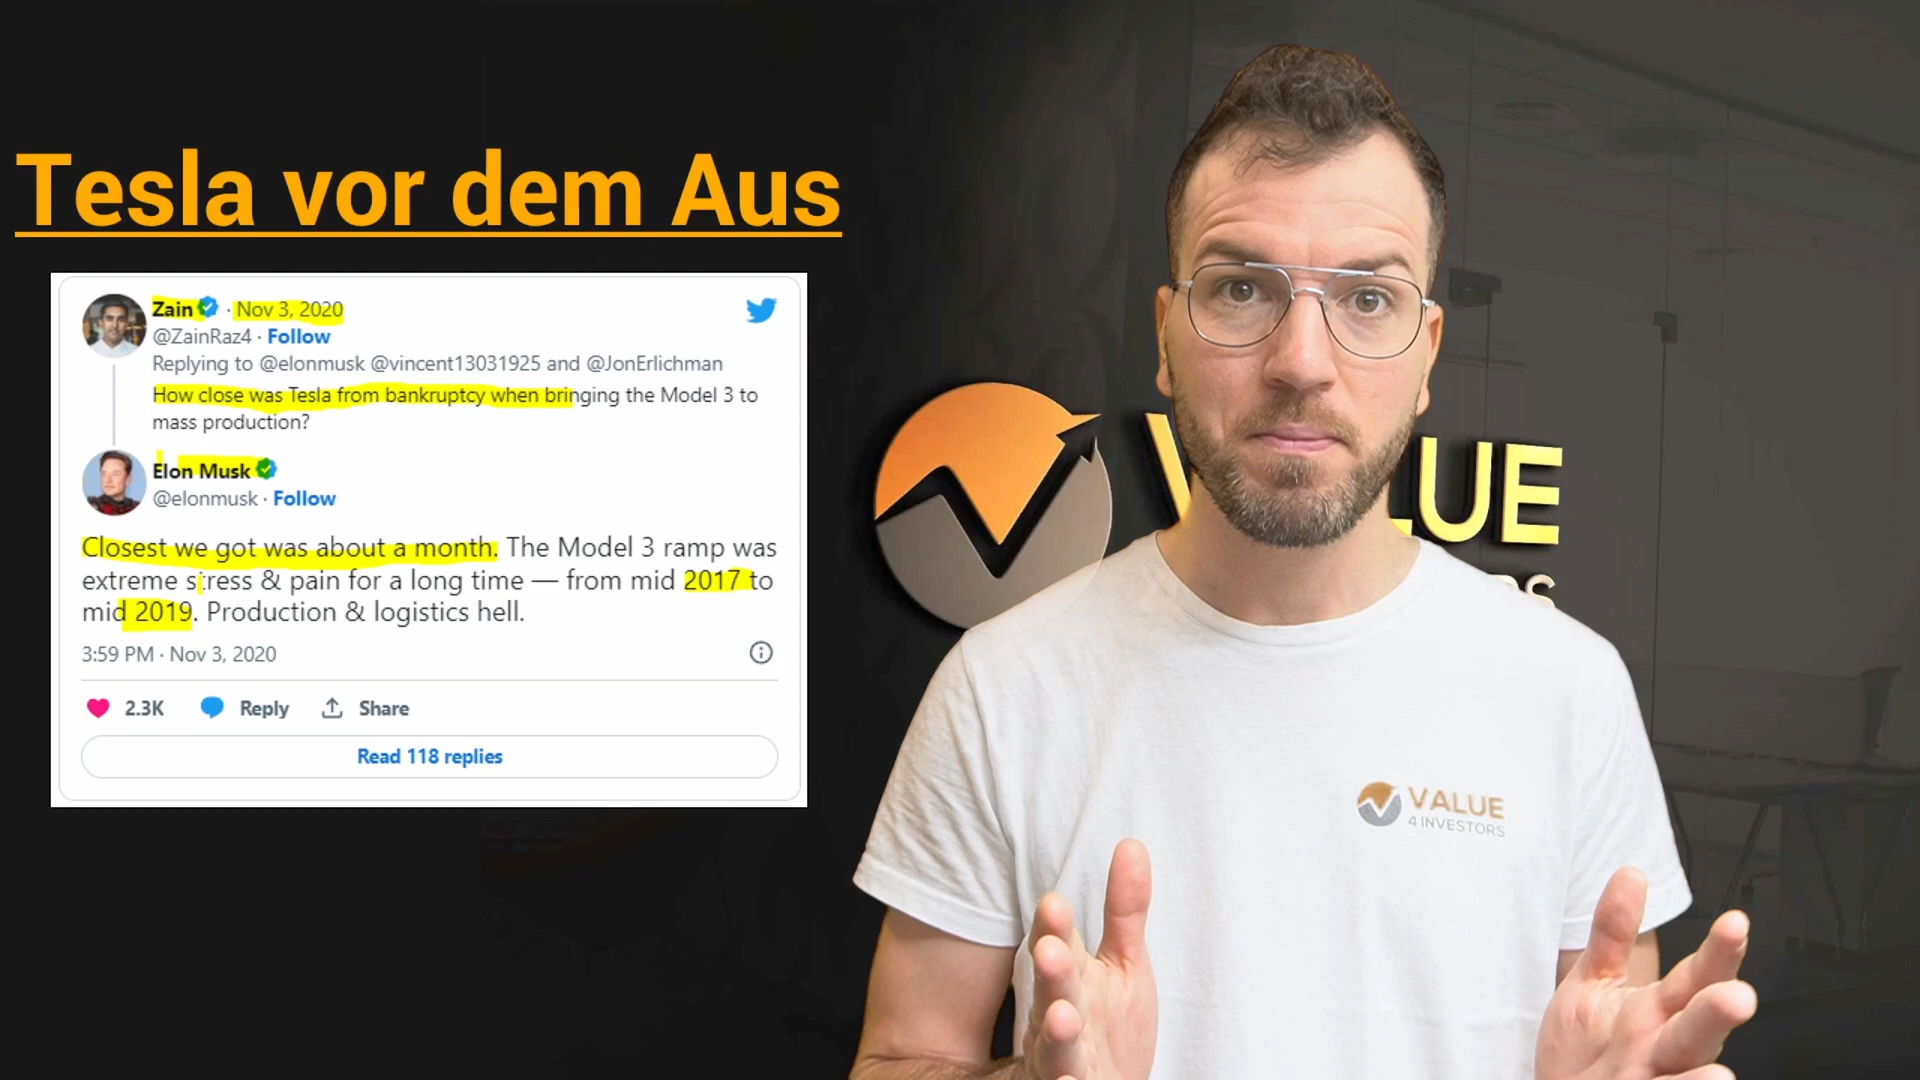 Tesla vor dem Aus
Zain · Nov 3, 2020
@ZainRaz4 · Follow
Replying to @elonmusk @vincent13031925 and @JonErlichman
How close was Tesla from bankruptcy when bringing the Model 3 to
mass production?
Elon Musk
@elonmusk · Follow
Closest we got was about a month. The Model 3 ramp was
extreme stress & pain for a long time — from mid 2017 to
mid 2019. Production & logistics hell.
3:59 PM · Nov 3, 2020
2.3K Reply Share
Read 118 replies
VALUE
4 INVESTORS